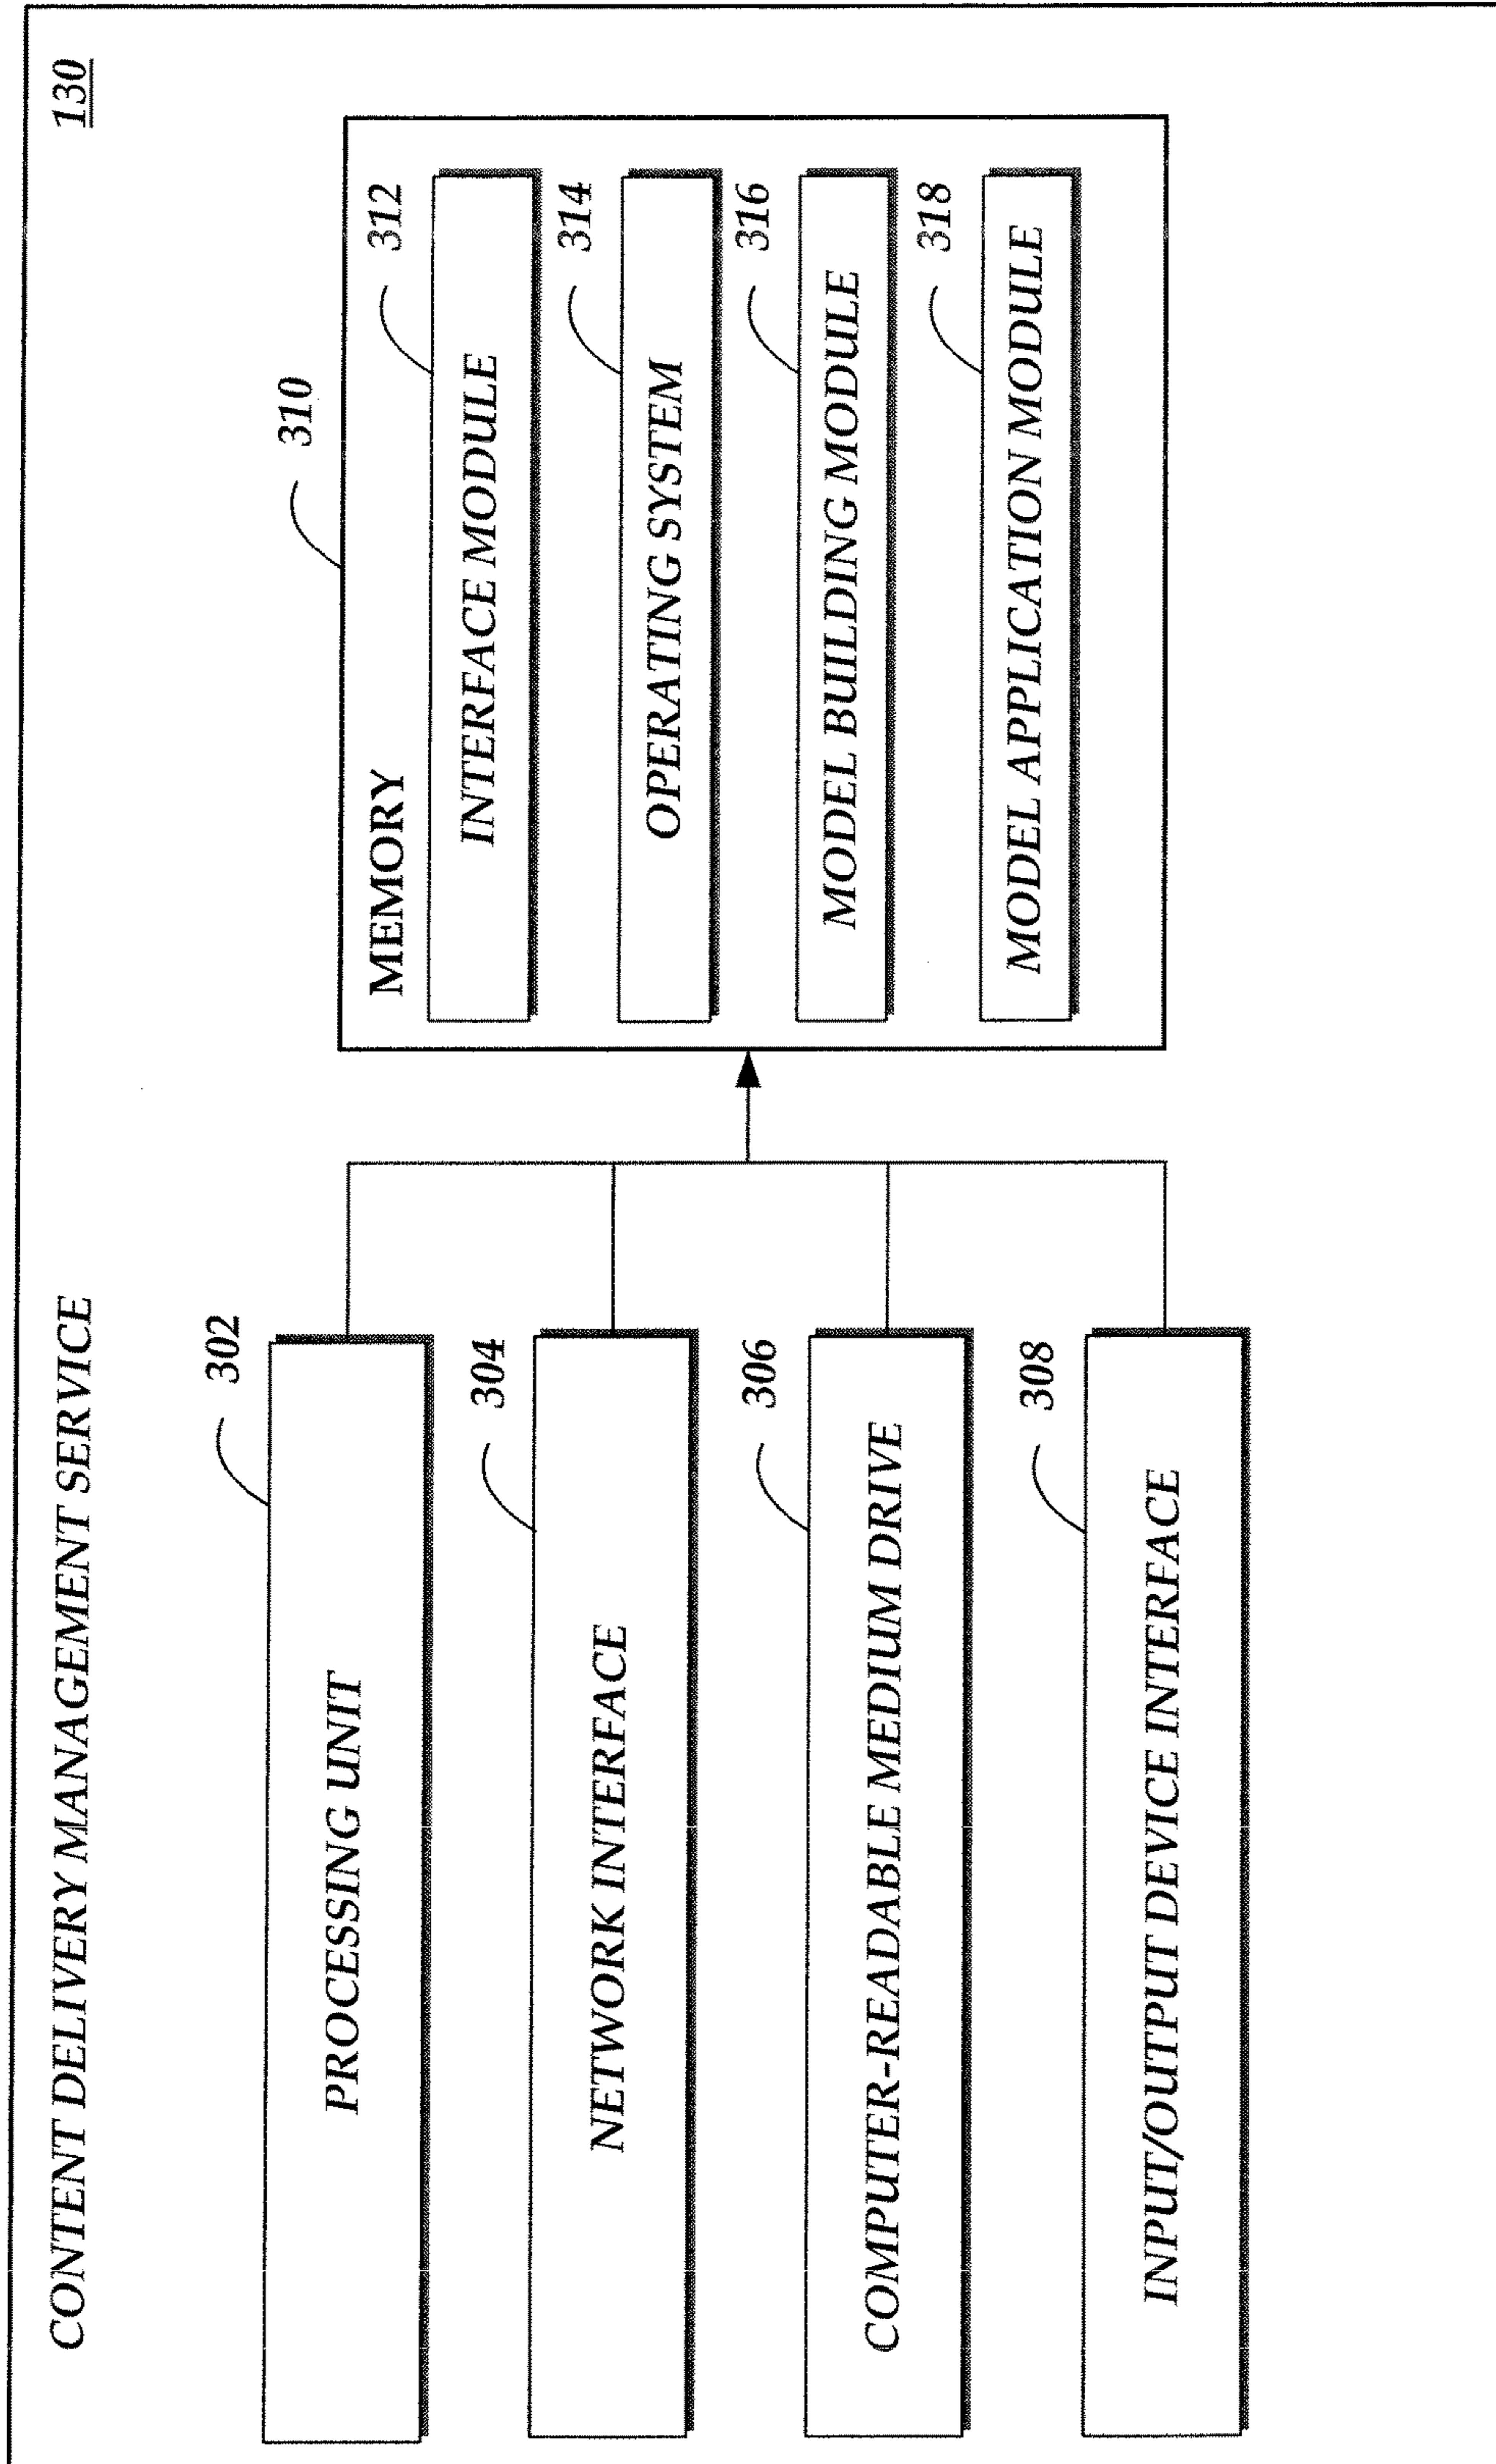 CONTENT DELIVERY MANAGEMENT SERVICE
130
302
PROCESSING UNIT
304
NETWORK INTERFACE
306
COMPUTER-READABLE MEDIUM DRIVE
308
INPUT/OUTPUT DEVICE INTERFACE
310
MEMORY
312
INTERFACE MODULE
314
OPERATING SYSTEM
316
MODEL BUILDING MODULE
318
MODEL APPLICATION MODULE